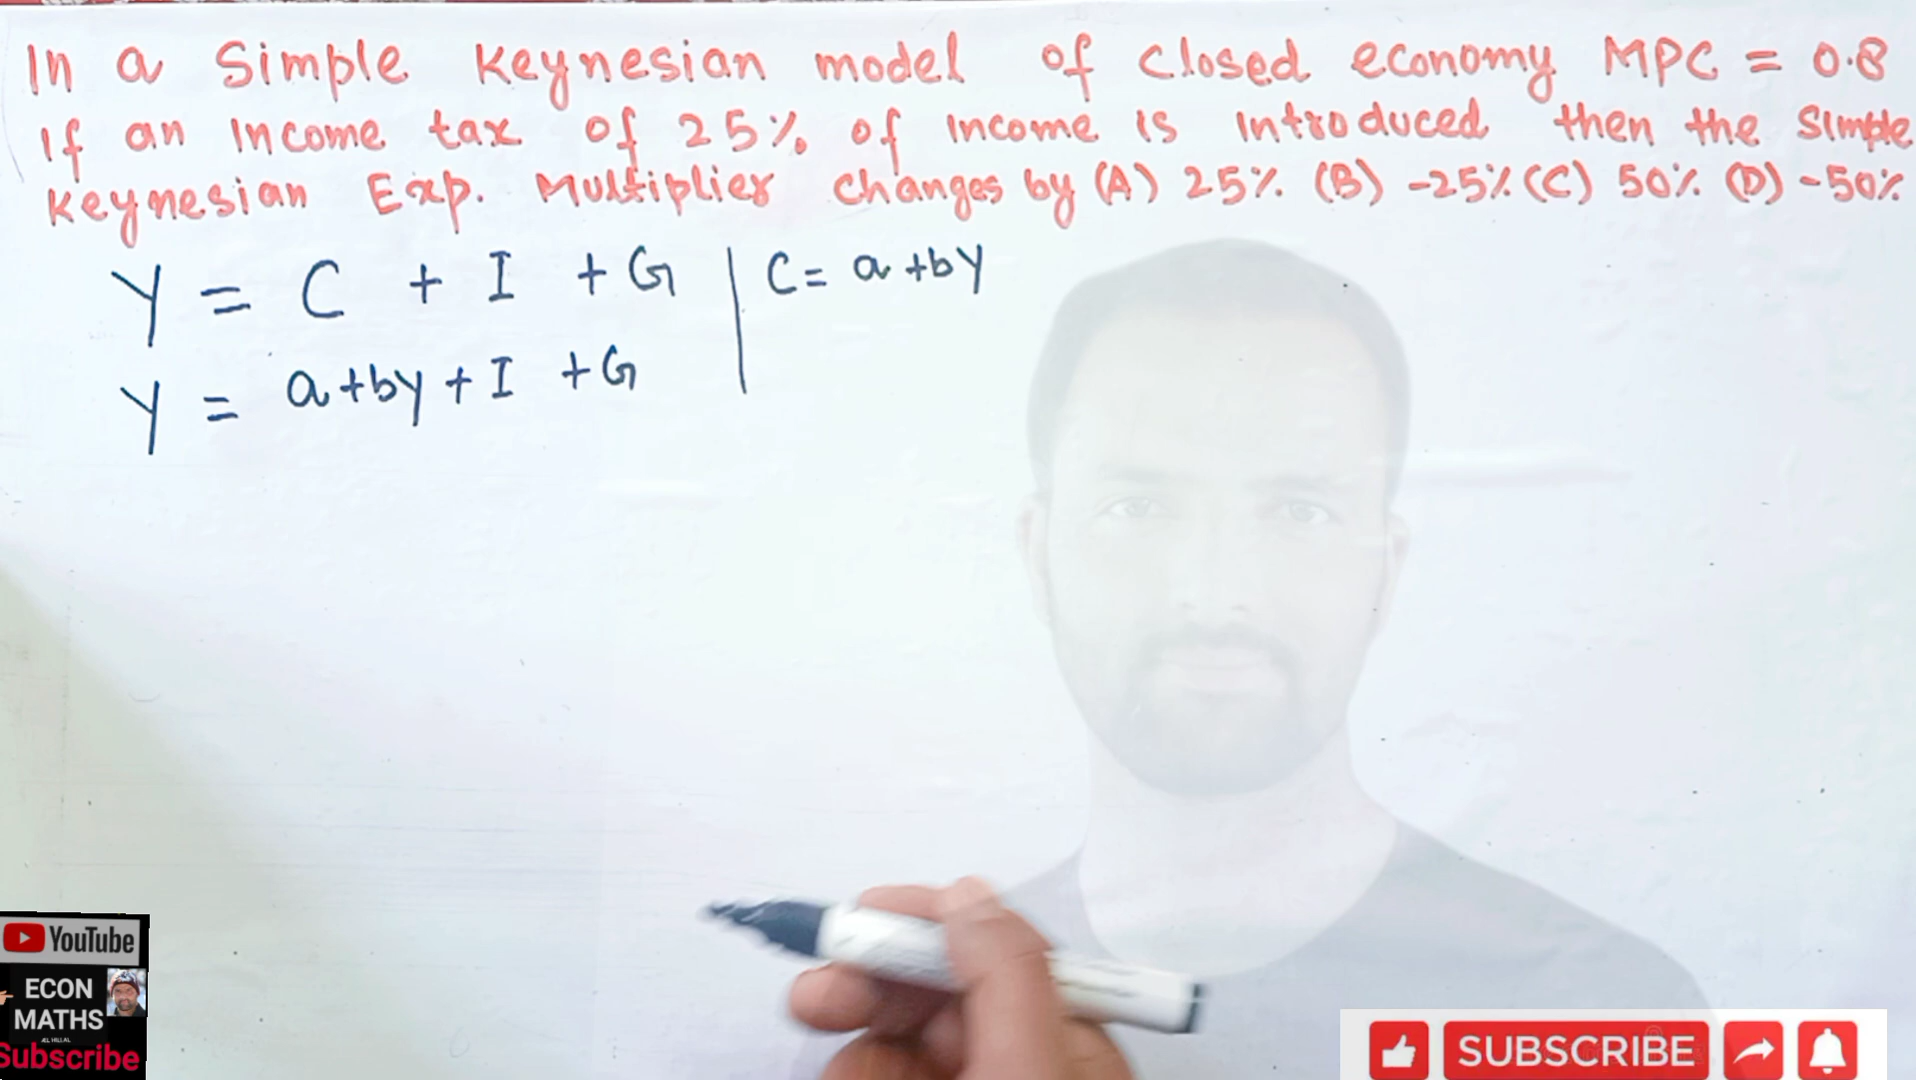 In a Simple Keynesian model of Closed economy MPC = 0.8
If an Income tax of 25% of Income is introduced then the Simple
Keynesian Exp. Multiplier Changes by (A) 25% (B) -25% (C) 50% (D) -50%
Y = C + I + G | C = a + bY
Y = a + by + I + G
YouTube
ECON
MATHS
AL HILLAL
Subscribe
SUBSCRIBE